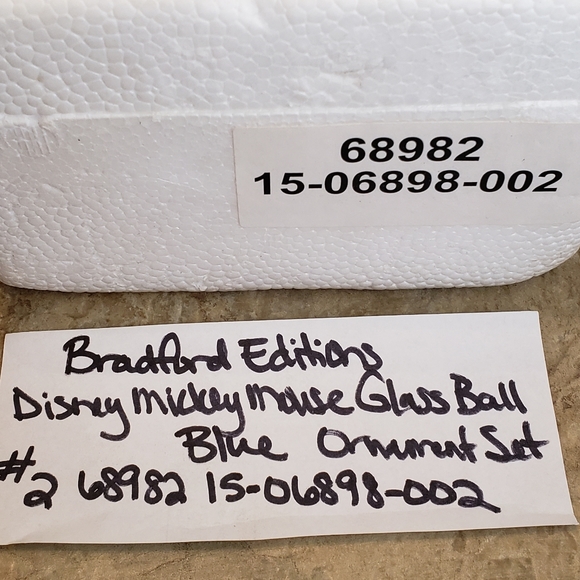 68982
15-06898-002
Bradford Editions
Disney Mickey Mouse Glass Ball
Blue Ornament Set
#2 68982 15-06898-002